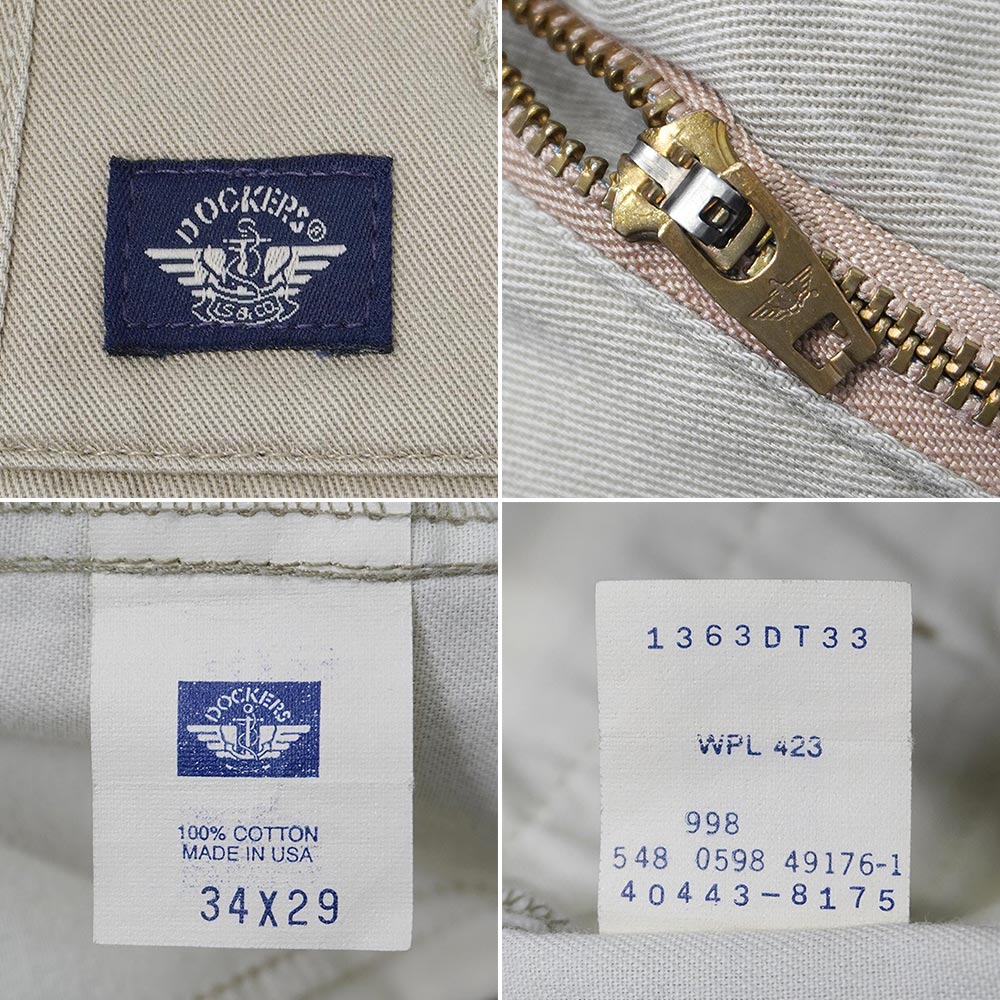 DOCKERS®
LS & CO.
DOCKERS
100% COTTON
MADE IN USA
34X29
1363DT33
WPL 423
998
548 0598 49176-1
40443-8175